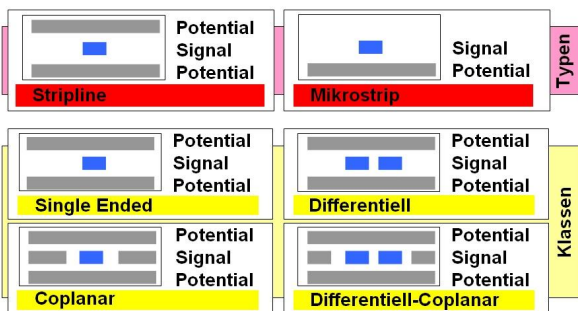 Potential
Signal
Potential
Stripline
Signal
Potential
Mikrostrip
Typen
Potential
Signal
Potential
Single Ended
Potential
Signal
Potential
Differentiell
Potential
Signal
Potential
Coplanar
Potential
Signal
Potential
Differentiell-Coplanar
Klassen